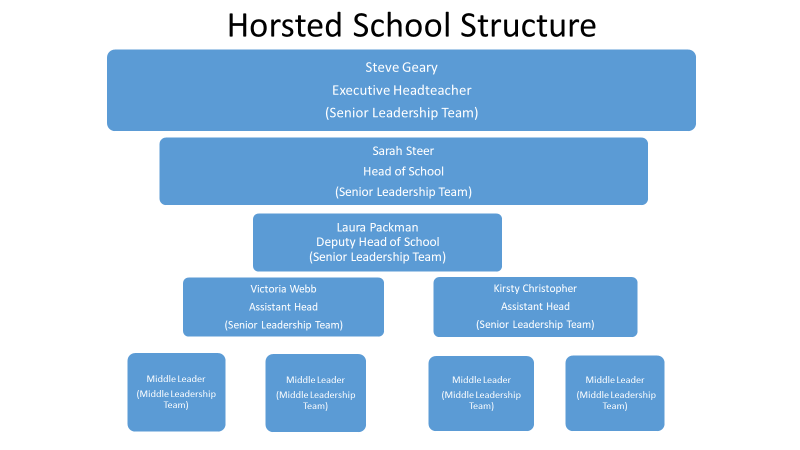 Horsted School Structure
Steve Geary
Executive Headteacher
(Senior Leadership Team)
Sarah Steer
Head of School
(Senior Leadership Team)
Laura Packman
Deputy Head of School
(Senior Leadership Team)
Victoria Webb
Assistant Head
(Senior Leadership Team)
Kirsty Christopher
Assistant Head
(Senior Leadership Team)
Middle Leader
(Middle Leadership
Team)
Middle Leader
(Middle Leadership
Team)
Middle Leader
(Middle Leadership
Team)
Middle Leader
(Middle Leadership
Team)